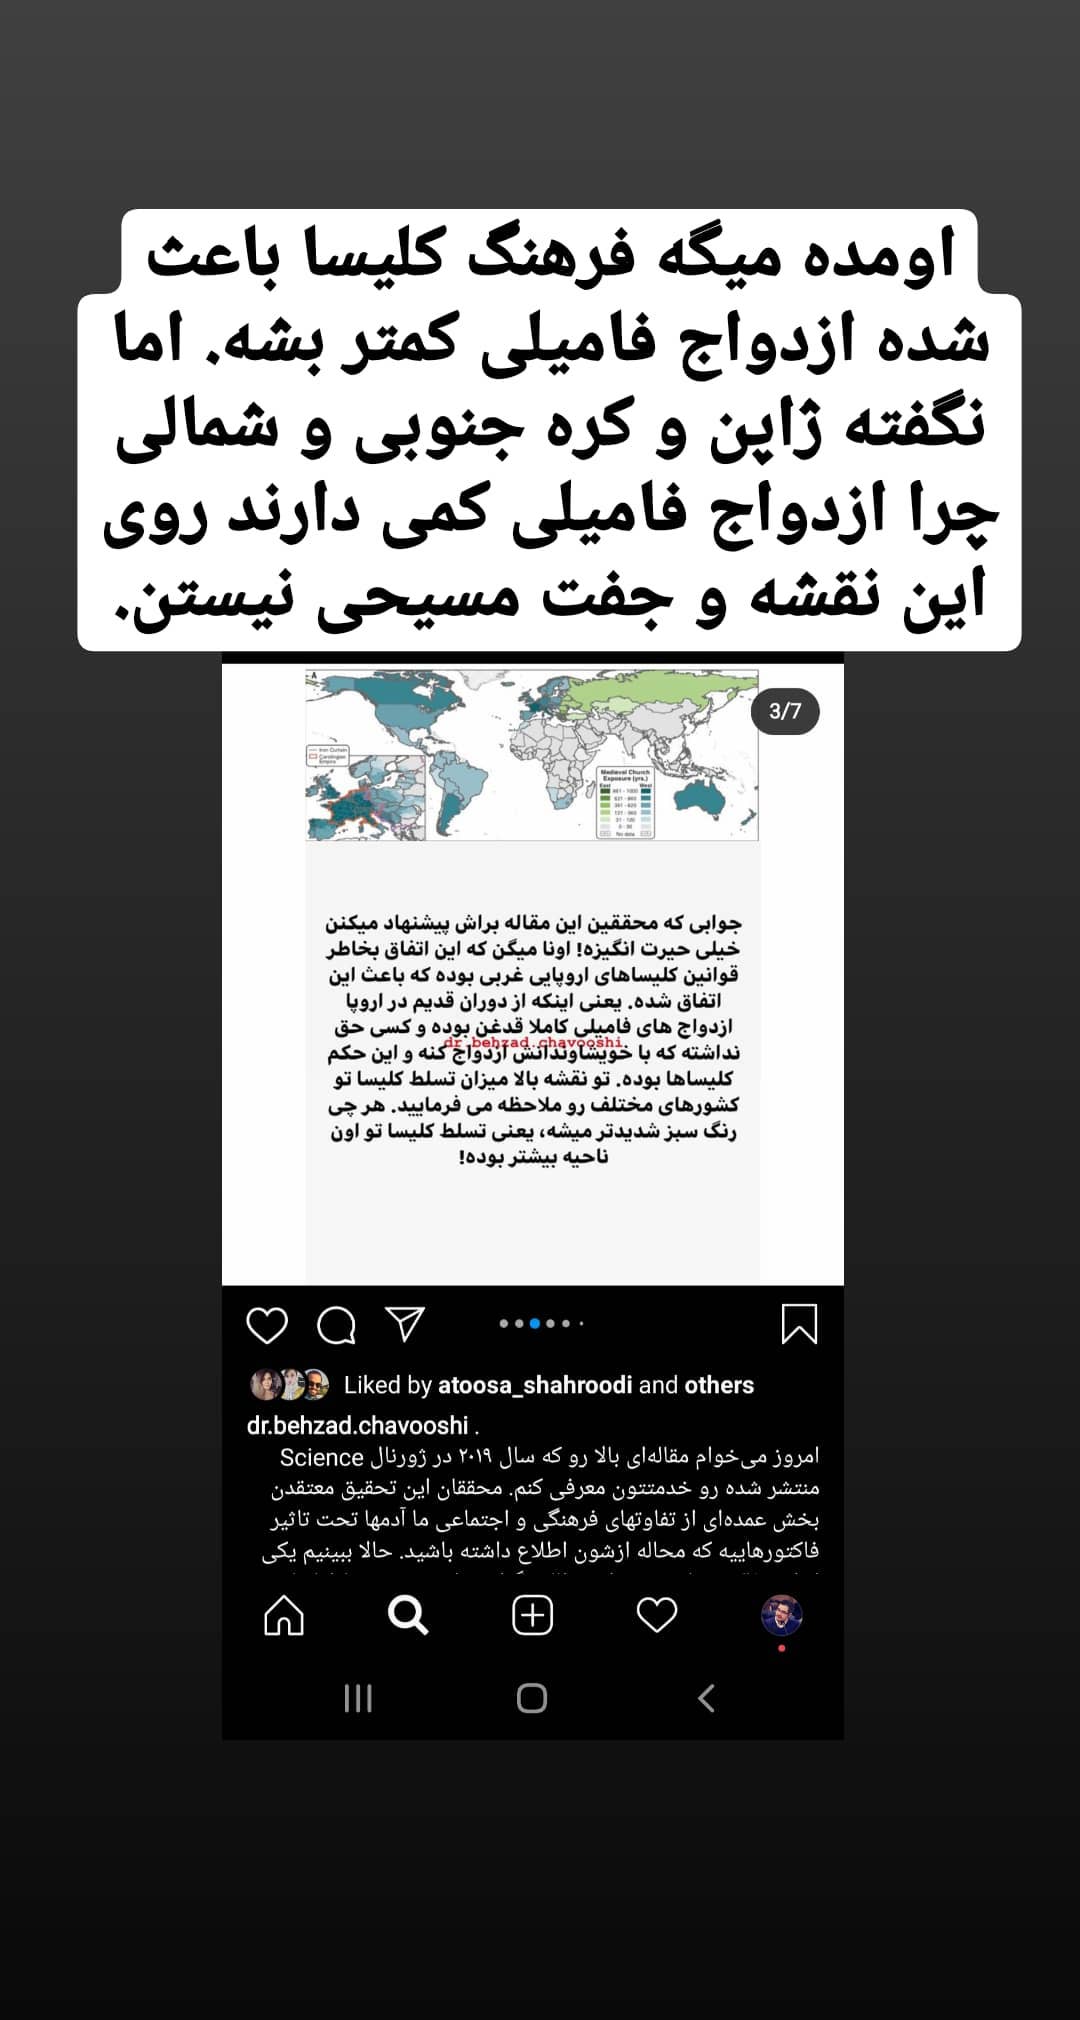 اومده میگه فرهنگ کلیسا باعث
شده ازدواج فامیلی کمتر بشه. اما
نگفته ژاپن و کره جنوبی و شمالی
چرا ازدواج فامیلی کمی دارند روی
این نقشه و جفت مسیحی نیستن.
3/7
A
Iron Curtain
Carolingian
Empire
Medieval Church
Exposure (yrs.)
East West
No data
جوابی که محققین این مقاله براش پیشنهاد میکنن
خیلی حیرت انگیزه! اونا میگن که این اتفاق بخاطر
قوانین کلیساهای اروپایی غربی بوده که باعث این
اتفاق شده. یعنی اینکه از دوران قدیم در اروپا
ازدواج های فامیلی کاملا قدغن بوده و کسی حق
dr.behzad.chavooshi.
نداشته که با خویشاوندانش ازدواج کنه و این حکم
کلیساها بوده. تو نقشه بالا میزان تسلط کلیسا تو
کشورهای مختلف رو ملاحظه می فرمایید. هر چی
رنگ سبز شدیدتر میشه، یعنی تسلط کلیسا تو اون
ناحیه بیشتر بوده!
Liked by atoosa_shahroodi and others
dr.behzad.chavooshi .
امروز می‌خوام مقاله‌ای بالا رو که سال ۲۰۱۹ در ژورنال Science
منتشر شده رو خدمتتون معرفی کنم. محققان این تحقیق معتقدن
بخش عمده‌ای از تفاوتهای فرهنگی و اجتماعی ما آدمها تحت تاثیر
فاکتورهاییه که محاله ازشون اطلاع داشته باشید. حالا ببینیم یکی